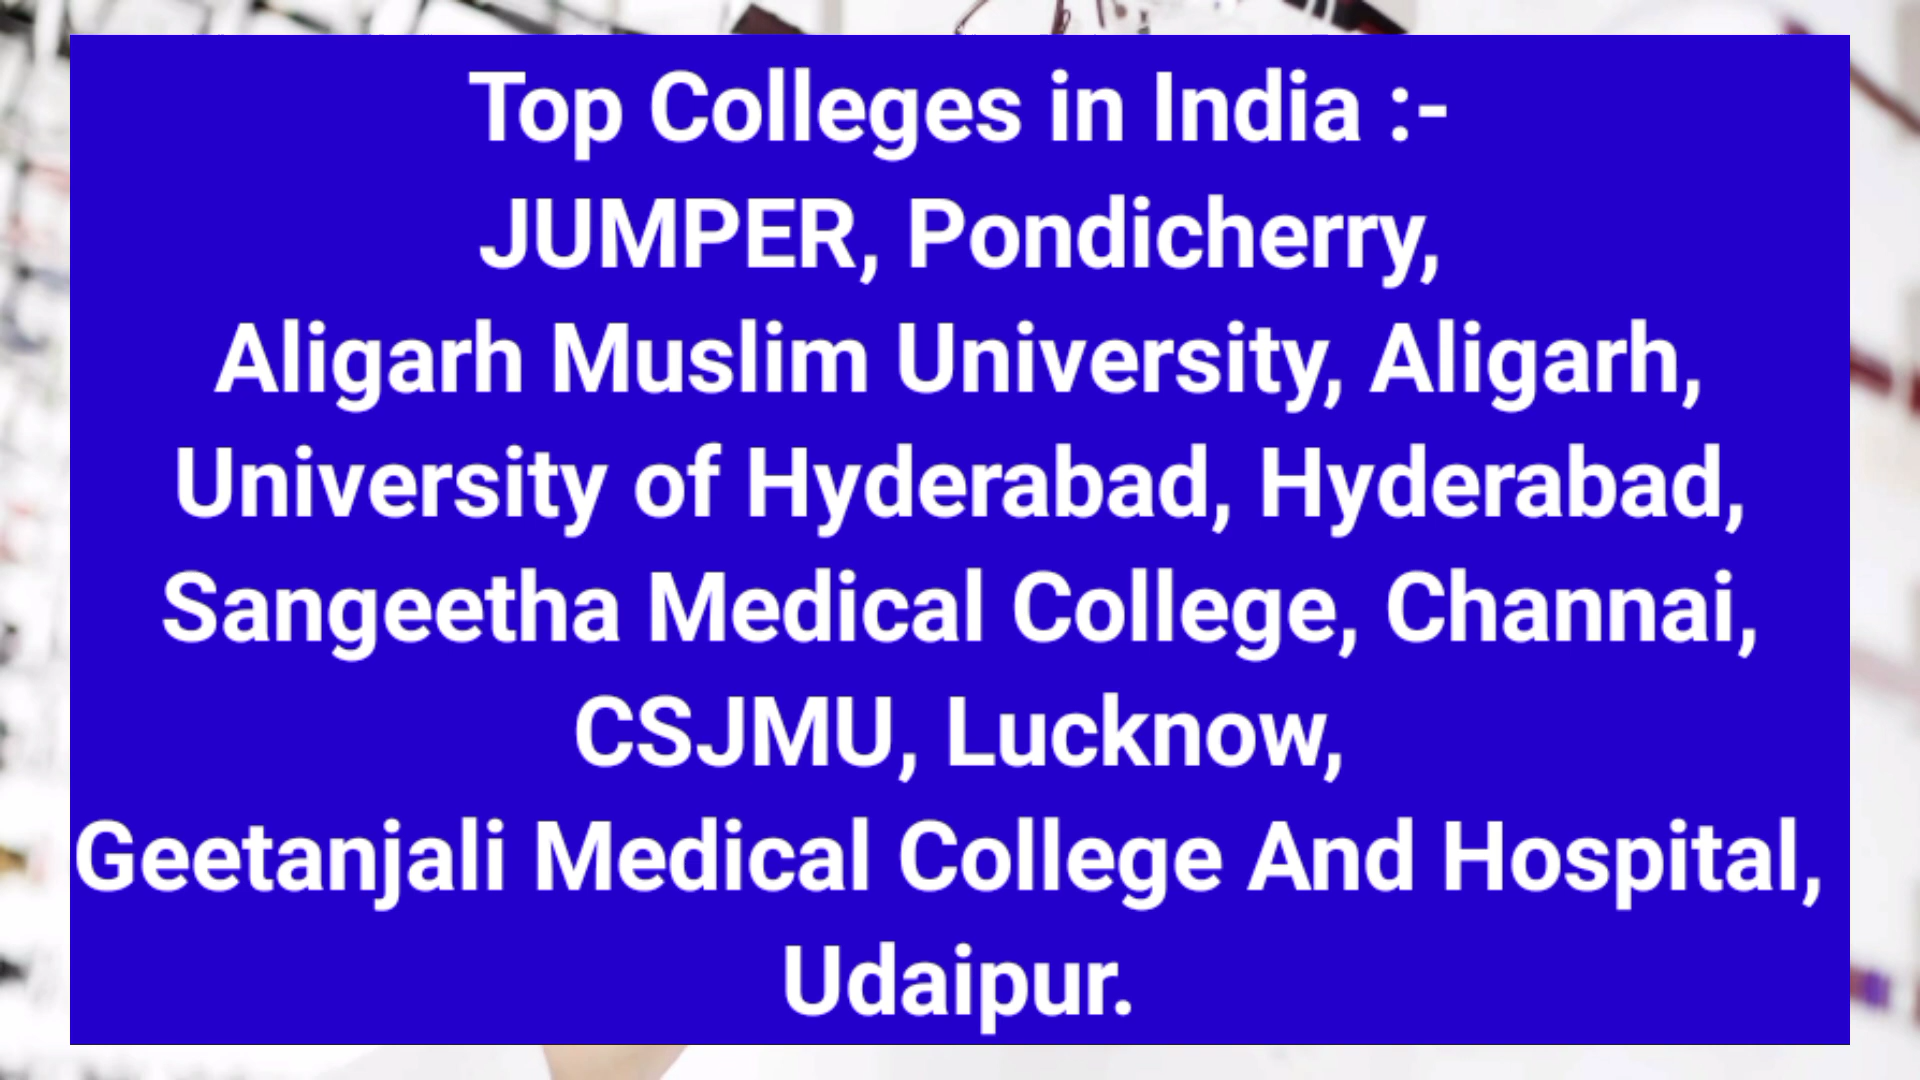 Top Colleges in India :-
JUMPER, Pondicherry,
Aligarh Muslim University, Aligarh,
University of Hyderabad, Hyderabad,
Sangeetha Medical College, Channai,
CSJMU, Lucknow,
Geetanjali Medical College And Hospital,
Udaipur.